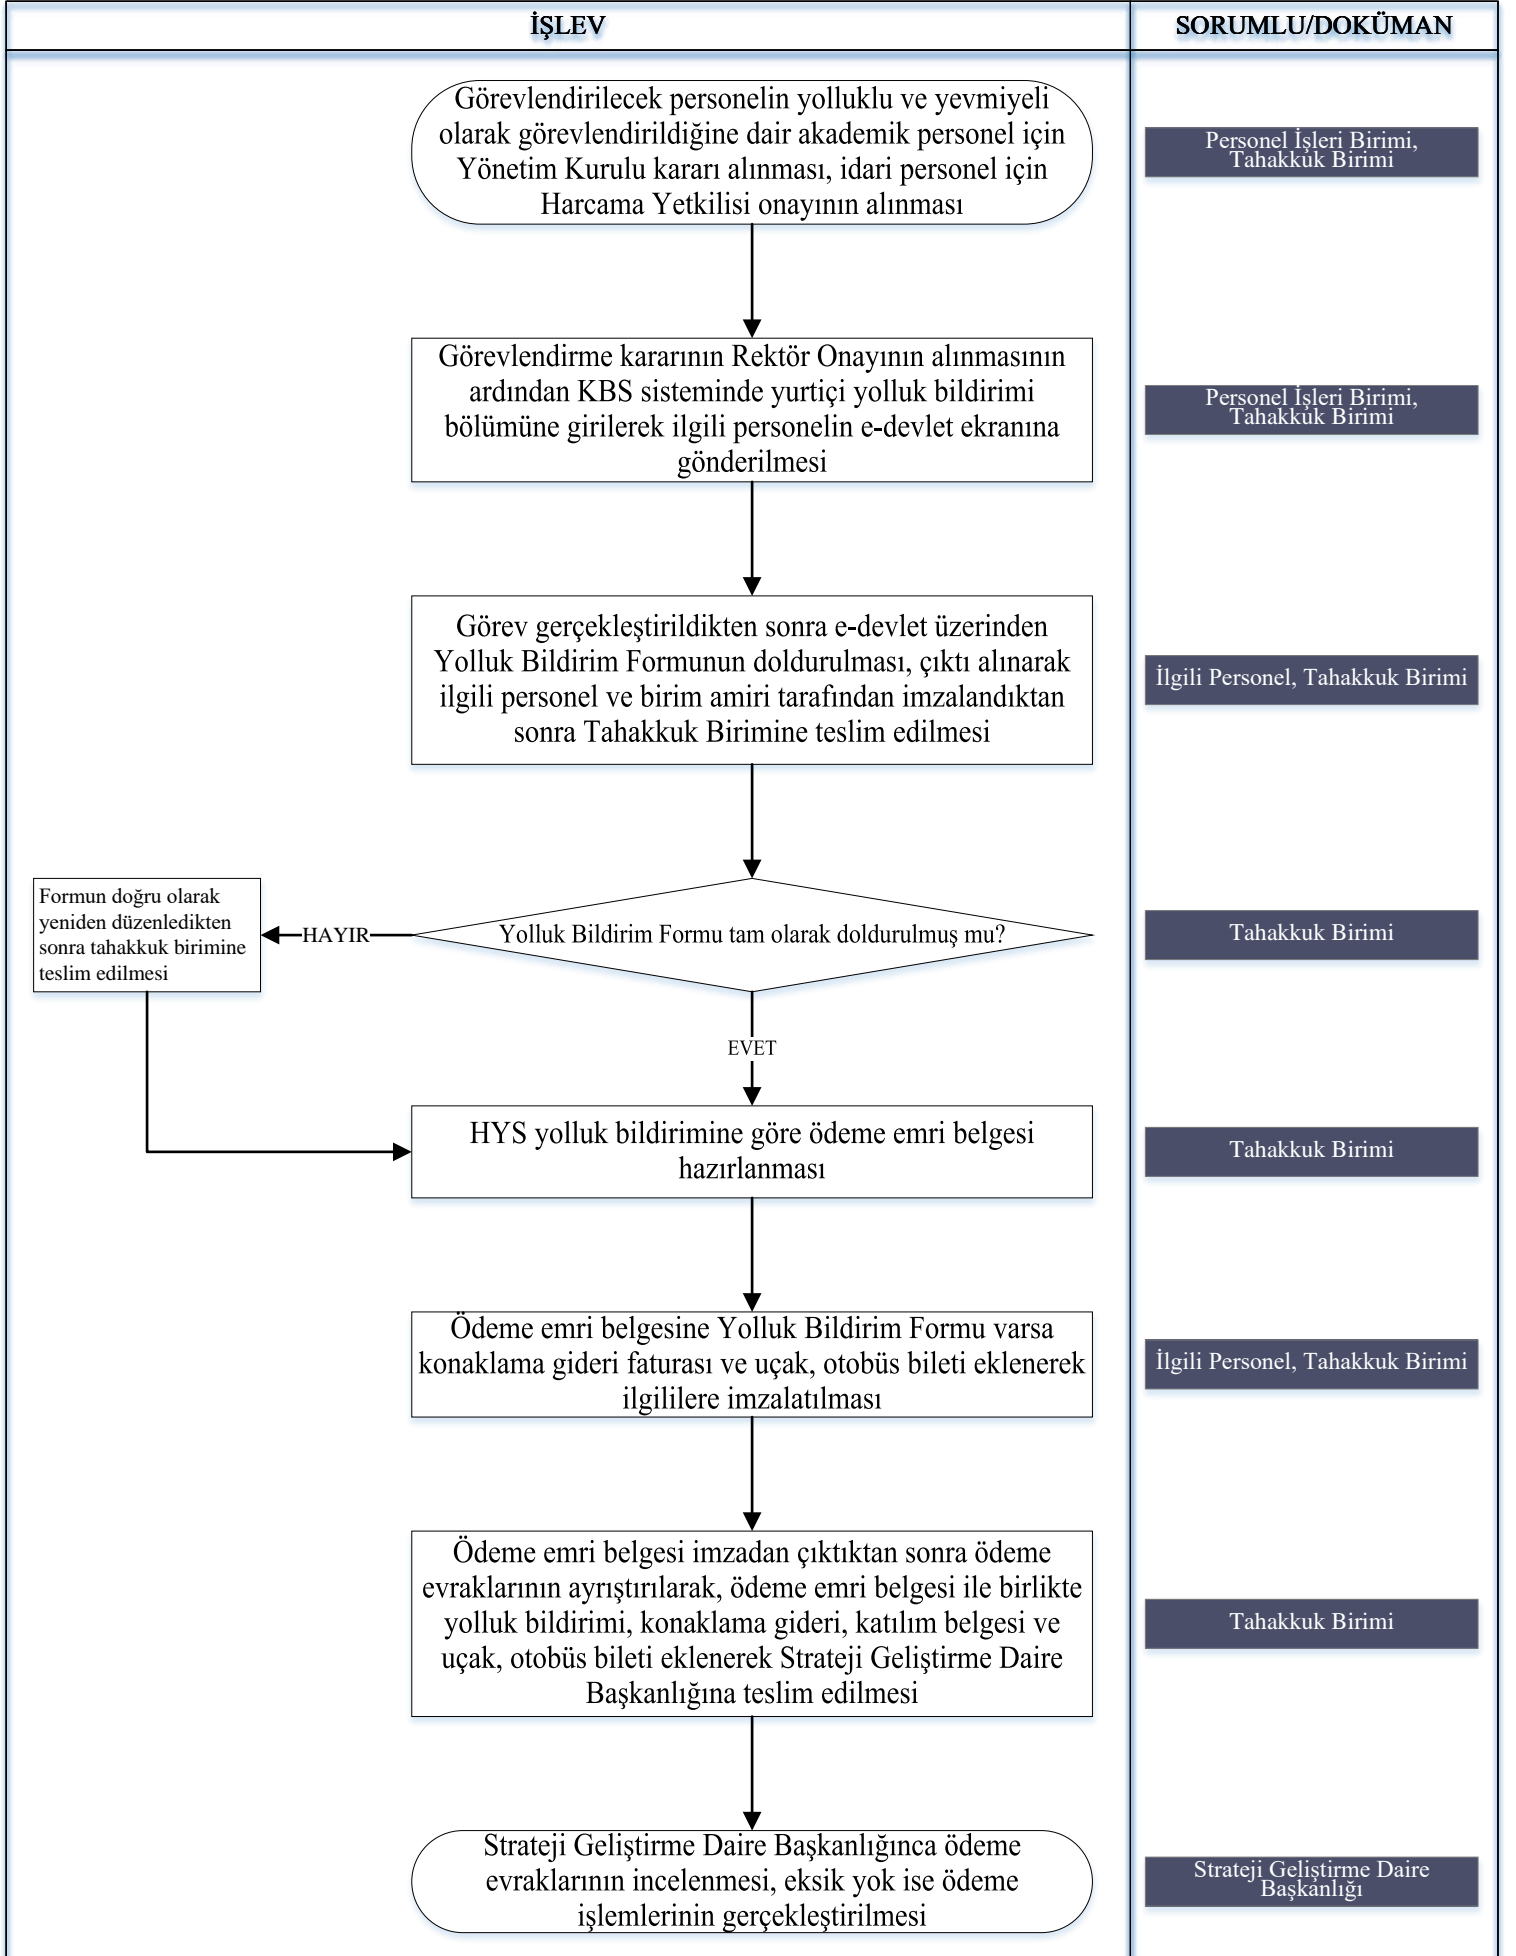 İŞLEV
SORUMLU/DOKÜMAN
Görevlendirilecek personelin yolluklu ve yevmiyeli
olarak görevlendirildiğine dair akademik personel için
Yönetim Kurulu kararı alınması, idari personel için
Harcama Yetkilisi onayının alınması
Personel İşleri Birimi,
Tahakkuk Birimi
Görevlendirme kararının Rektör Onayının alınmasının
ardından KBS sisteminde yurtiçi yolluk bildirimi
bölümüne girilerek ilgili personelin e-devlet ekranına
gönderilmesi
Personel İşleri Birimi,
Tahakkuk Birimi
Görev gerçekleştirildikten sonra e-devlet üzerinden
Yolluk Bildirim Formunun doldurulması, çıktı alınarak
ilgili personel ve birim amiri tarafından imzalandıktan
sonra Tahakkuk Birimine teslim edilmesi
İlgili Personel, Tahakkuk Birimi
Formun doğru olarak
yeniden düzenledikten
sonra tahakkuk birimine
teslim edilmesi
HAYIR
Yolluk Bildirim Formu tam olarak doldurulmuş mu?
Tahakkuk Birimi
EVET
HYS yolluk bildirimine göre ödeme emri belgesi
hazırlanması
Tahakkuk Birimi
Ödeme emri belgesine Yolluk Bildirim Formu varsa
konaklama gideri faturası ve uçak, otobüs bileti eklenerek
ilgililere imzalatılması
İlgili Personel, Tahakkuk Birimi
Ödeme emri belgesi imzadan çıktıktan sonra ödeme
evraklarının ayrıştırılarak, ödeme emri belgesi ile birlikte
yolluk bildirimi, konaklama gideri, katılım belgesi ve
uçak, otobüs bileti eklenerek Strateji Geliştirme Daire
Başkanlığına teslim edilmesi
Tahakkuk Birimi
Strateji Geliştirme Daire Başkanlığınca ödeme
evraklarının incelenmesi, eksik yok ise ödeme
işlemlerinin gerçekleştirilmesi
Strateji Geliştirme Daire
Başkanlığı